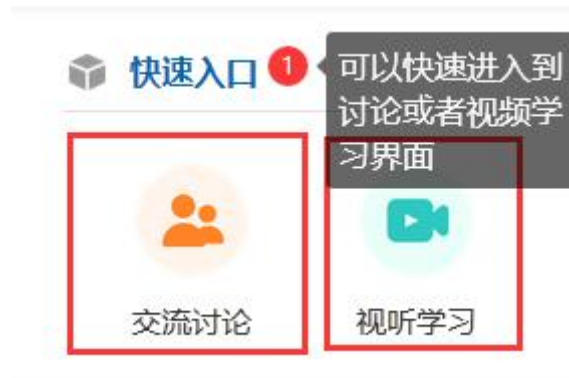 快速入口
1
可以快速进入到
讨论或者视频学
习界面
交流讨论
视听学习